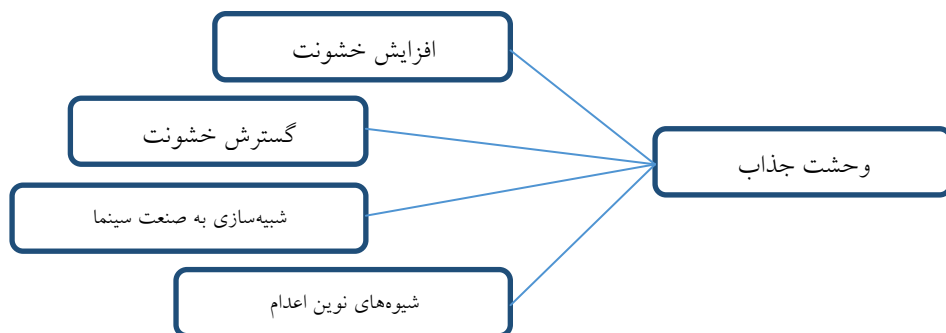 افزایش خشونت
گسترش خشونت
وحشت جذاب
شبیه‌سازی به صنعت سینما
شیوه‌های نوین اعدام